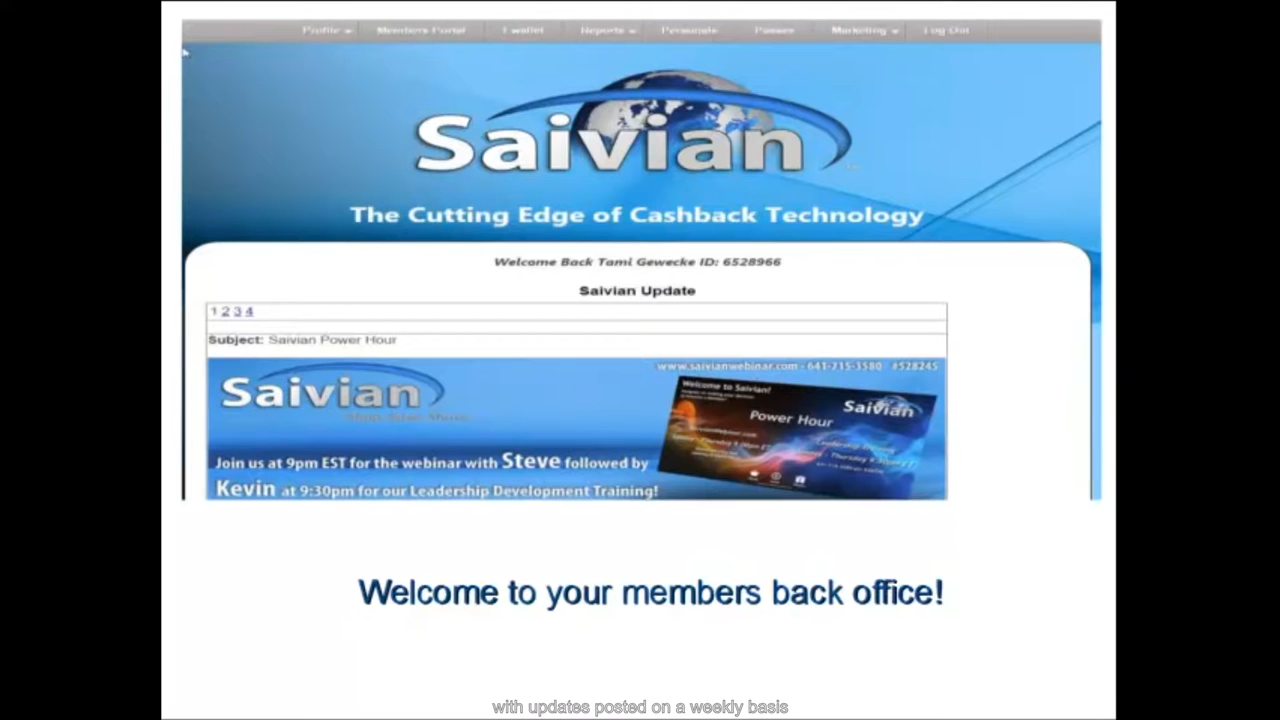 Profile Members Portal E-wallet Reports Personals Passes Marketing Log Out
Saivian
The Cutting Edge of Cashback Technology
Welcome Back Tami Gewecke ID: 6528966
Saivian Update
1 2 3 4
Subject: Saivian Power Hour
www.saivianwebinar.com - 641-715-3580 #528245
Saivian
Welcome to Saivian!
Saivian
Power Hour
Join us at 9pm EST for the webinar with Steve followed by
Kevin at 9:30pm for our Leadership Development Training!
Welcome to your members back office!
with updates posted on a weekly basis